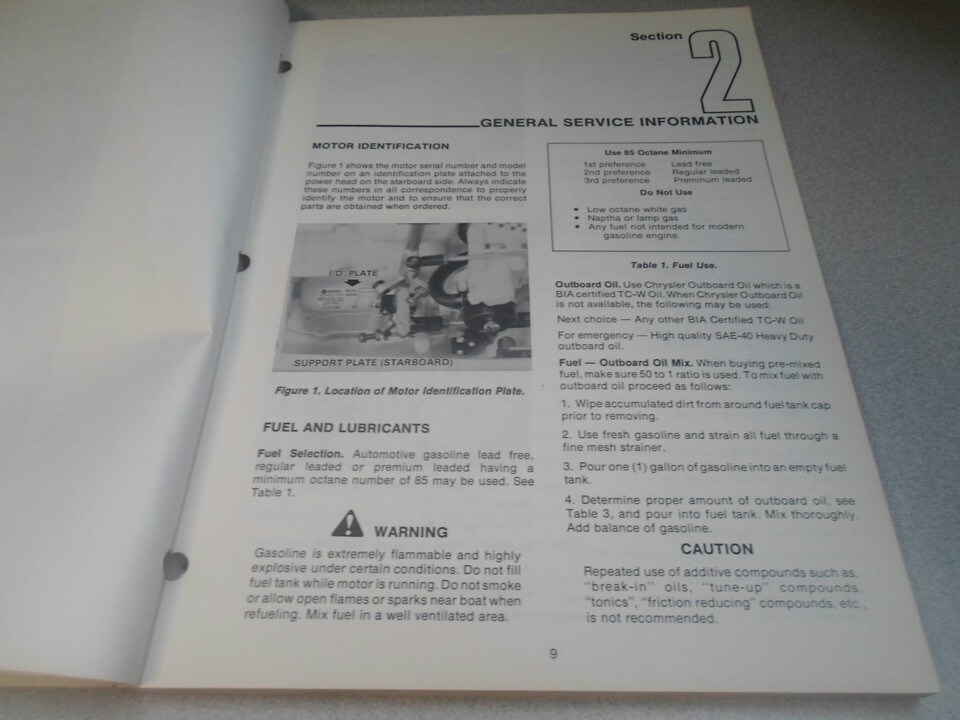 Section
2
GENERAL SERVICE INFORMATION
MOTOR IDENTIFICATION
Figure 1 shows the motor serial number and model
number on an identification plate attached to the
power head on the starboard side. Always indicate
these numbers in all correspondence to properly
identify the motor and to ensure that the correct
parts are obtained when ordered.
I.D. PLATE
SUPPORT PLATE (STARBOARD)
Figure 1. Location of Motor Identification Plate.
FUEL AND LUBRICANTS
Fuel Selection. Automotive gasoline lead free,
regular leaded or premium leaded having a
minimum octane number of 85 may be used. See
Table 1.
WARNING
Gasoline is extremely flammable and highly
explosive under certain conditions. Do not fill
fuel tank while motor is running. Do not smoke
or allow open flames or sparks near boat when
refueling. Mix fuel in a well ventilated area.
Use 85 Octane Minimum
1st preference Lead free
2nd preference Regular leaded
3rd preference Preminum leaded
Do Not Use
• Low octane white gas
• Naptha or lamp gas
• Any fuel not intended for modern
gasoline engine.
Table 1. Fuel Use.
Outboard Oil. Use Chrysler Outboard Oil which is a
BIA certified TC-W Oil. When Chrysler Outboard Oil
is not available, the following may be used:
Next choice — Any other BIA Certified TC-W Oil
For emergency — High quality SAE-40 Heavy Duty
outboard oil.
Fuel — Outboard Oil Mix. When buying pre-mixed
fuel, make sure 50 to 1 ratio is used. To mix fuel with
outboard oil proceed as follows:
1. Wipe accumulated dirt from around fuel tank cap
prior to removing.
2. Use fresh gasoline and strain all fuel through a
fine mesh strainer.
3. Pour one (1) gallon of gasoline into an empty fuel
tank.
4. Determine proper amount of outboard oil, see
Table 3, and pour into fuel tank. Mix thoroughly.
Add balance of gasoline.
CAUTION
Repeated use of additive compounds such as,
"break-in" oils, "tune-up" compounds,
"tonics", "friction reducing" compounds, etc.,
is not recommended.
9